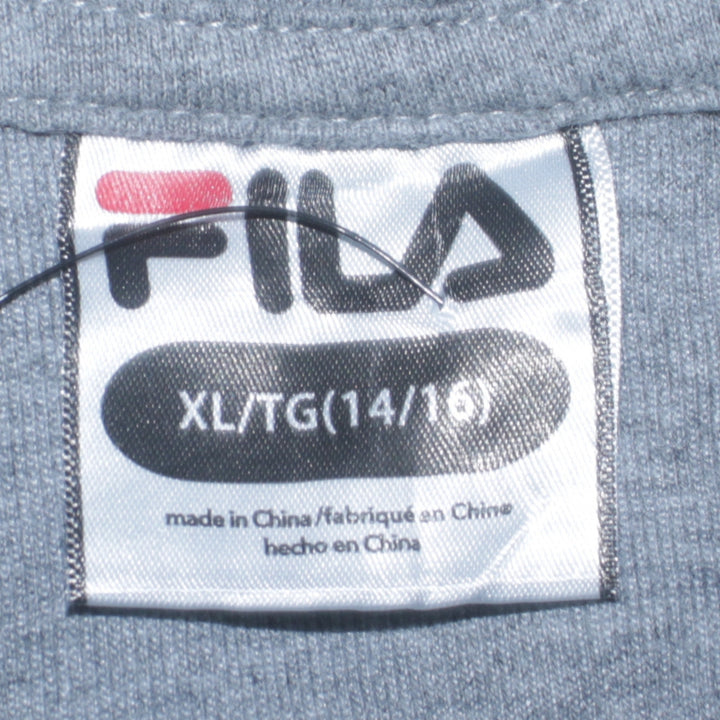 FILA
XL/TG(14/16)
made in China/fabriqué en Chine
hecho en China